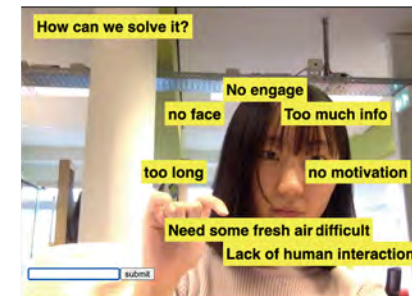 How can we solve it?
No engage
no face Too much info
too long no motivation
Need some fresh air difficult
Lack of human interaction
submit